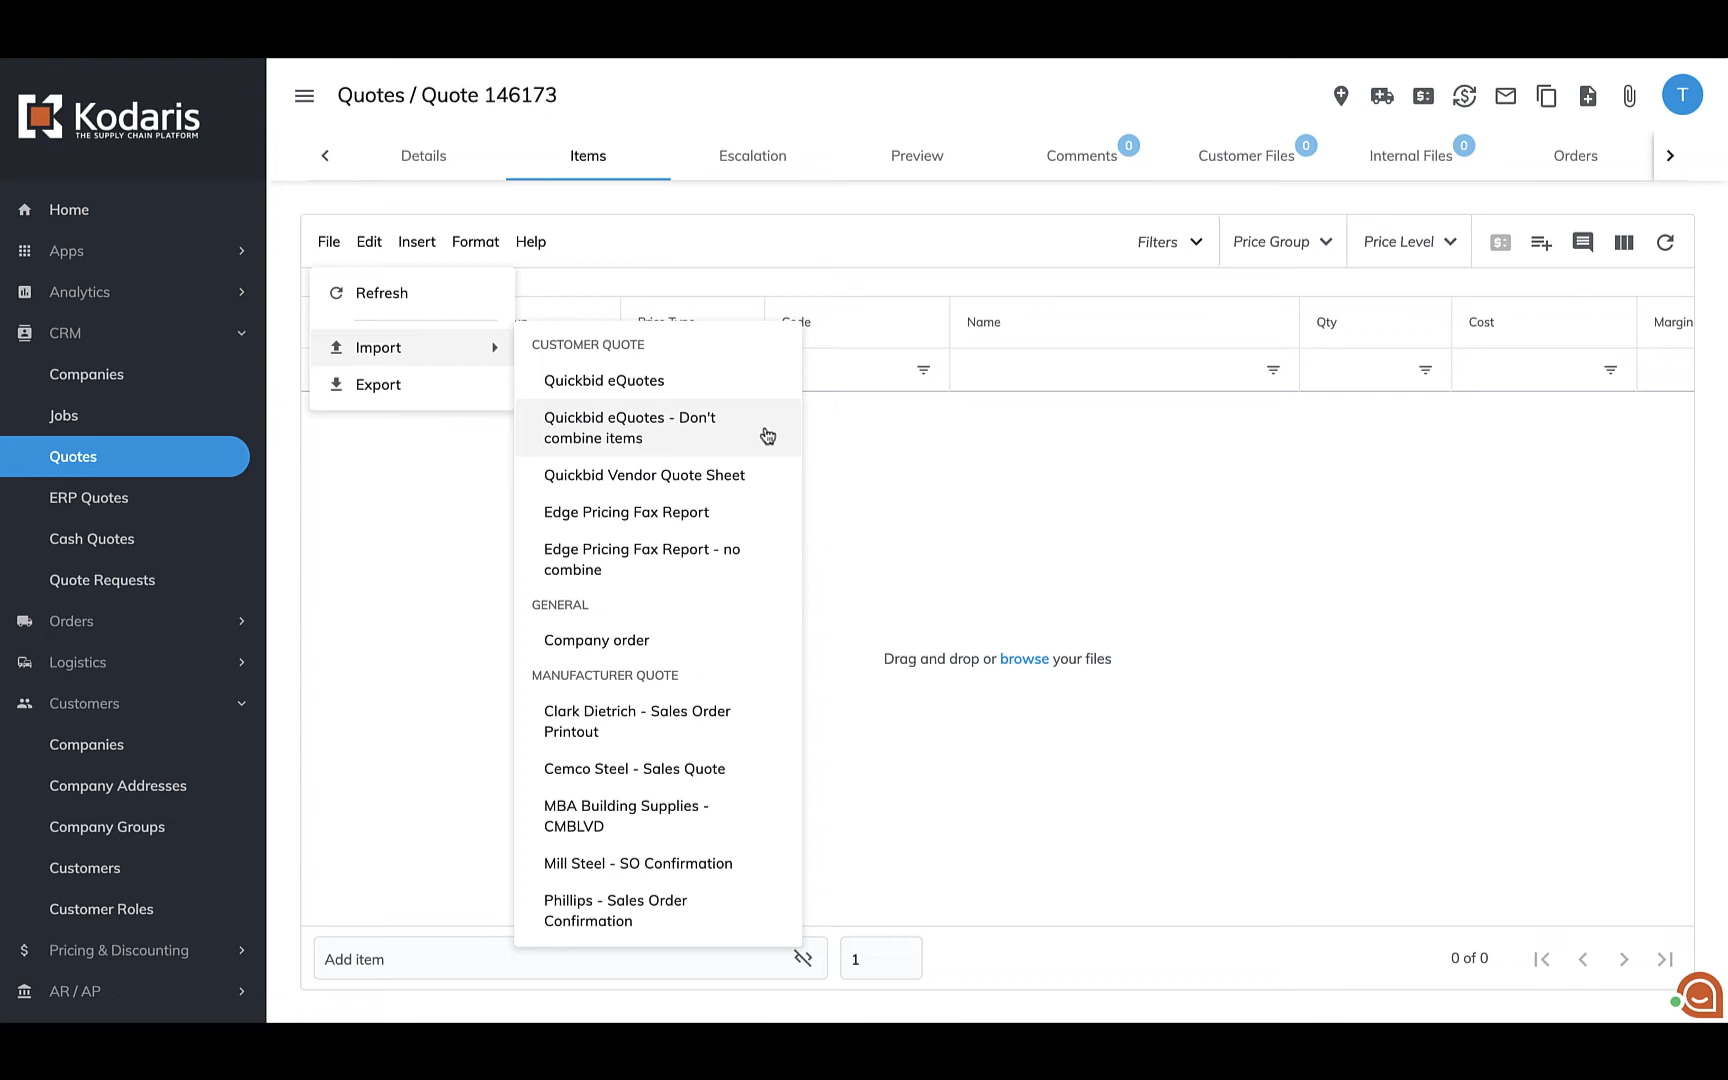 Kodaris
THE SUPPLY CHAIN PLATFORM
Home
Apps
Analytics
CRM
Companies
Jobs
Quotes
ERP Quotes
Cash Quotes
Quote Requests
Orders
Logistics
Customers
Companies
Company Addresses
Company Groups
Customers
Customer Roles
Pricing & Discounting
AR / AP
Quotes / Quote 146173
T
Details
Items
Escalation
Preview
Comments 0
Customer Files 0
Internal Files 0
Orders
File Edit Insert Format Help
Filters
Price Group
Price Level
Price Type
Code
Name
Qty
Cost
Margin
Refresh
Import
Export
CUSTOMER QUOTE
Quickbid eQuotes
Quickbid eQuotes - Don't
combine items
Quickbid Vendor Quote Sheet
Edge Pricing Fax Report
Edge Pricing Fax Report - no
combine
GENERAL
Company order
MANUFACTURER QUOTE
Clark Dietrich - Sales Order
Printout
Cemco Steel - Sales Quote
MBA Building Supplies -
CMBLVD
Mill Steel - SO Confirmation
Phillips - Sales Order
Confirmation
Drag and drop or browse your files
Add item
1
0 of 0